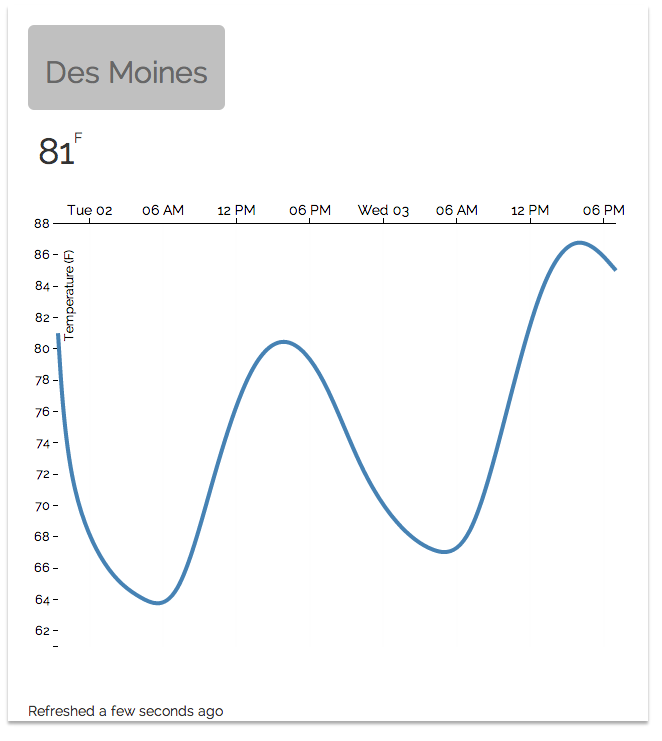 Des Moines
81F
Tue 02 06 AM 12 PM 06 PM Wed 03 06 AM 12 PM 06 PM
88
86
84
82
80
78
76
74
72
70
68
66
64
62
Temperature (F)
Refreshed a few seconds ago